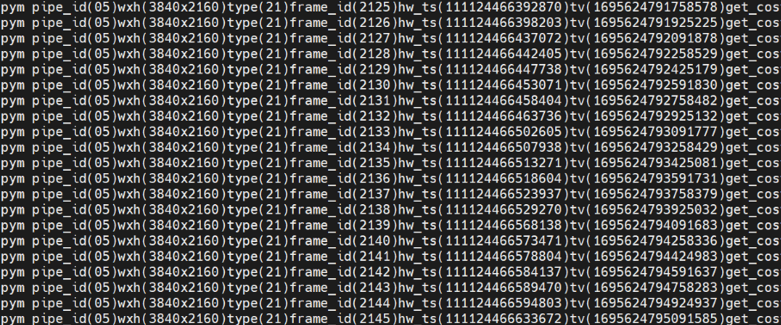 pym pipe_id(05)wxh(3840x2160)type(21)frame_id(2125)hw_ts(111124466392870)tv(1695624791758578)get_cos
pym pipe_id(05)wxh(3840x2160)type(21)frame_id(2126)hw_ts(111124466398203)tv(1695624791925225)get_cos
pym pipe_id(05)wxh(3840x2160)type(21)frame_id(2127)hw_ts(111124466437072)tv(1695624792091878)get_cos
pym pipe_id(05)wxh(3840x2160)type(21)frame_id(2128)hw_ts(111124466442405)tv(1695624792258529)get_cos
pym pipe_id(05)wxh(3840x2160)type(21)frame_id(2129)hw_ts(111124466447738)tv(1695624792425179)get_cos
pym pipe_id(05)wxh(3840x2160)type(21)frame_id(2130)hw_ts(111124466453071)tv(1695624792591830)get_cos
pym pipe_id(05)wxh(3840x2160)type(21)frame_id(2131)hw_ts(111124466458404)tv(1695624792758482)get_cos
pym pipe_id(05)wxh(3840x2160)type(21)frame_id(2132)hw_ts(111124466463736)tv(1695624792925132)get_cos
pym pipe_id(05)wxh(3840x2160)type(21)frame_id(2133)hw_ts(111124466502605)tv(1695624793091777)get_cos
pym pipe_id(05)wxh(3840x2160)type(21)frame_id(2134)hw_ts(111124466507938)tv(1695624793258429)get_cos
pym pipe_id(05)wxh(3840x2160)type(21)frame_id(2135)hw_ts(111124466513271)tv(1695624793425081)get_cos
pym pipe_id(05)wxh(3840x2160)type(21)frame_id(2136)hw_ts(111124466518604)tv(1695624793591731)get_cos
pym pipe_id(05)wxh(3840x2160)type(21)frame_id(2137)hw_ts(111124466523937)tv(1695624793758379)get_cos
pym pipe_id(05)wxh(3840x2160)type(21)frame_id(2138)hw_ts(111124466529270)tv(1695624793925032)get_cos
pym pipe_id(05)wxh(3840x2160)type(21)frame_id(2139)hw_ts(111124466568138)tv(1695624794091683)get_cos
pym pipe_id(05)wxh(3840x2160)type(21)frame_id(2140)hw_ts(111124466573471)tv(1695624794258336)get_cos
pym pipe_id(05)wxh(3840x2160)type(21)frame_id(2141)hw_ts(111124466578804)tv(1695624794424983)get_cos
pym pipe_id(05)wxh(3840x2160)type(21)frame_id(2142)hw_ts(111124466584137)tv(1695624794591637)get_cos
pym pipe_id(05)wxh(3840x2160)type(21)frame_id(2143)hw_ts(111124466589470)tv(1695624794758283)get_cos
pym pipe_id(05)wxh(3840x2160)type(21)frame_id(2144)hw_ts(111124466594803)tv(1695624794924937)get_cos
pym pipe_id(05)wxh(3840x2160)type(21)frame_id(2145)hw_ts(111124466633672)tv(1695624795091585)get_cos